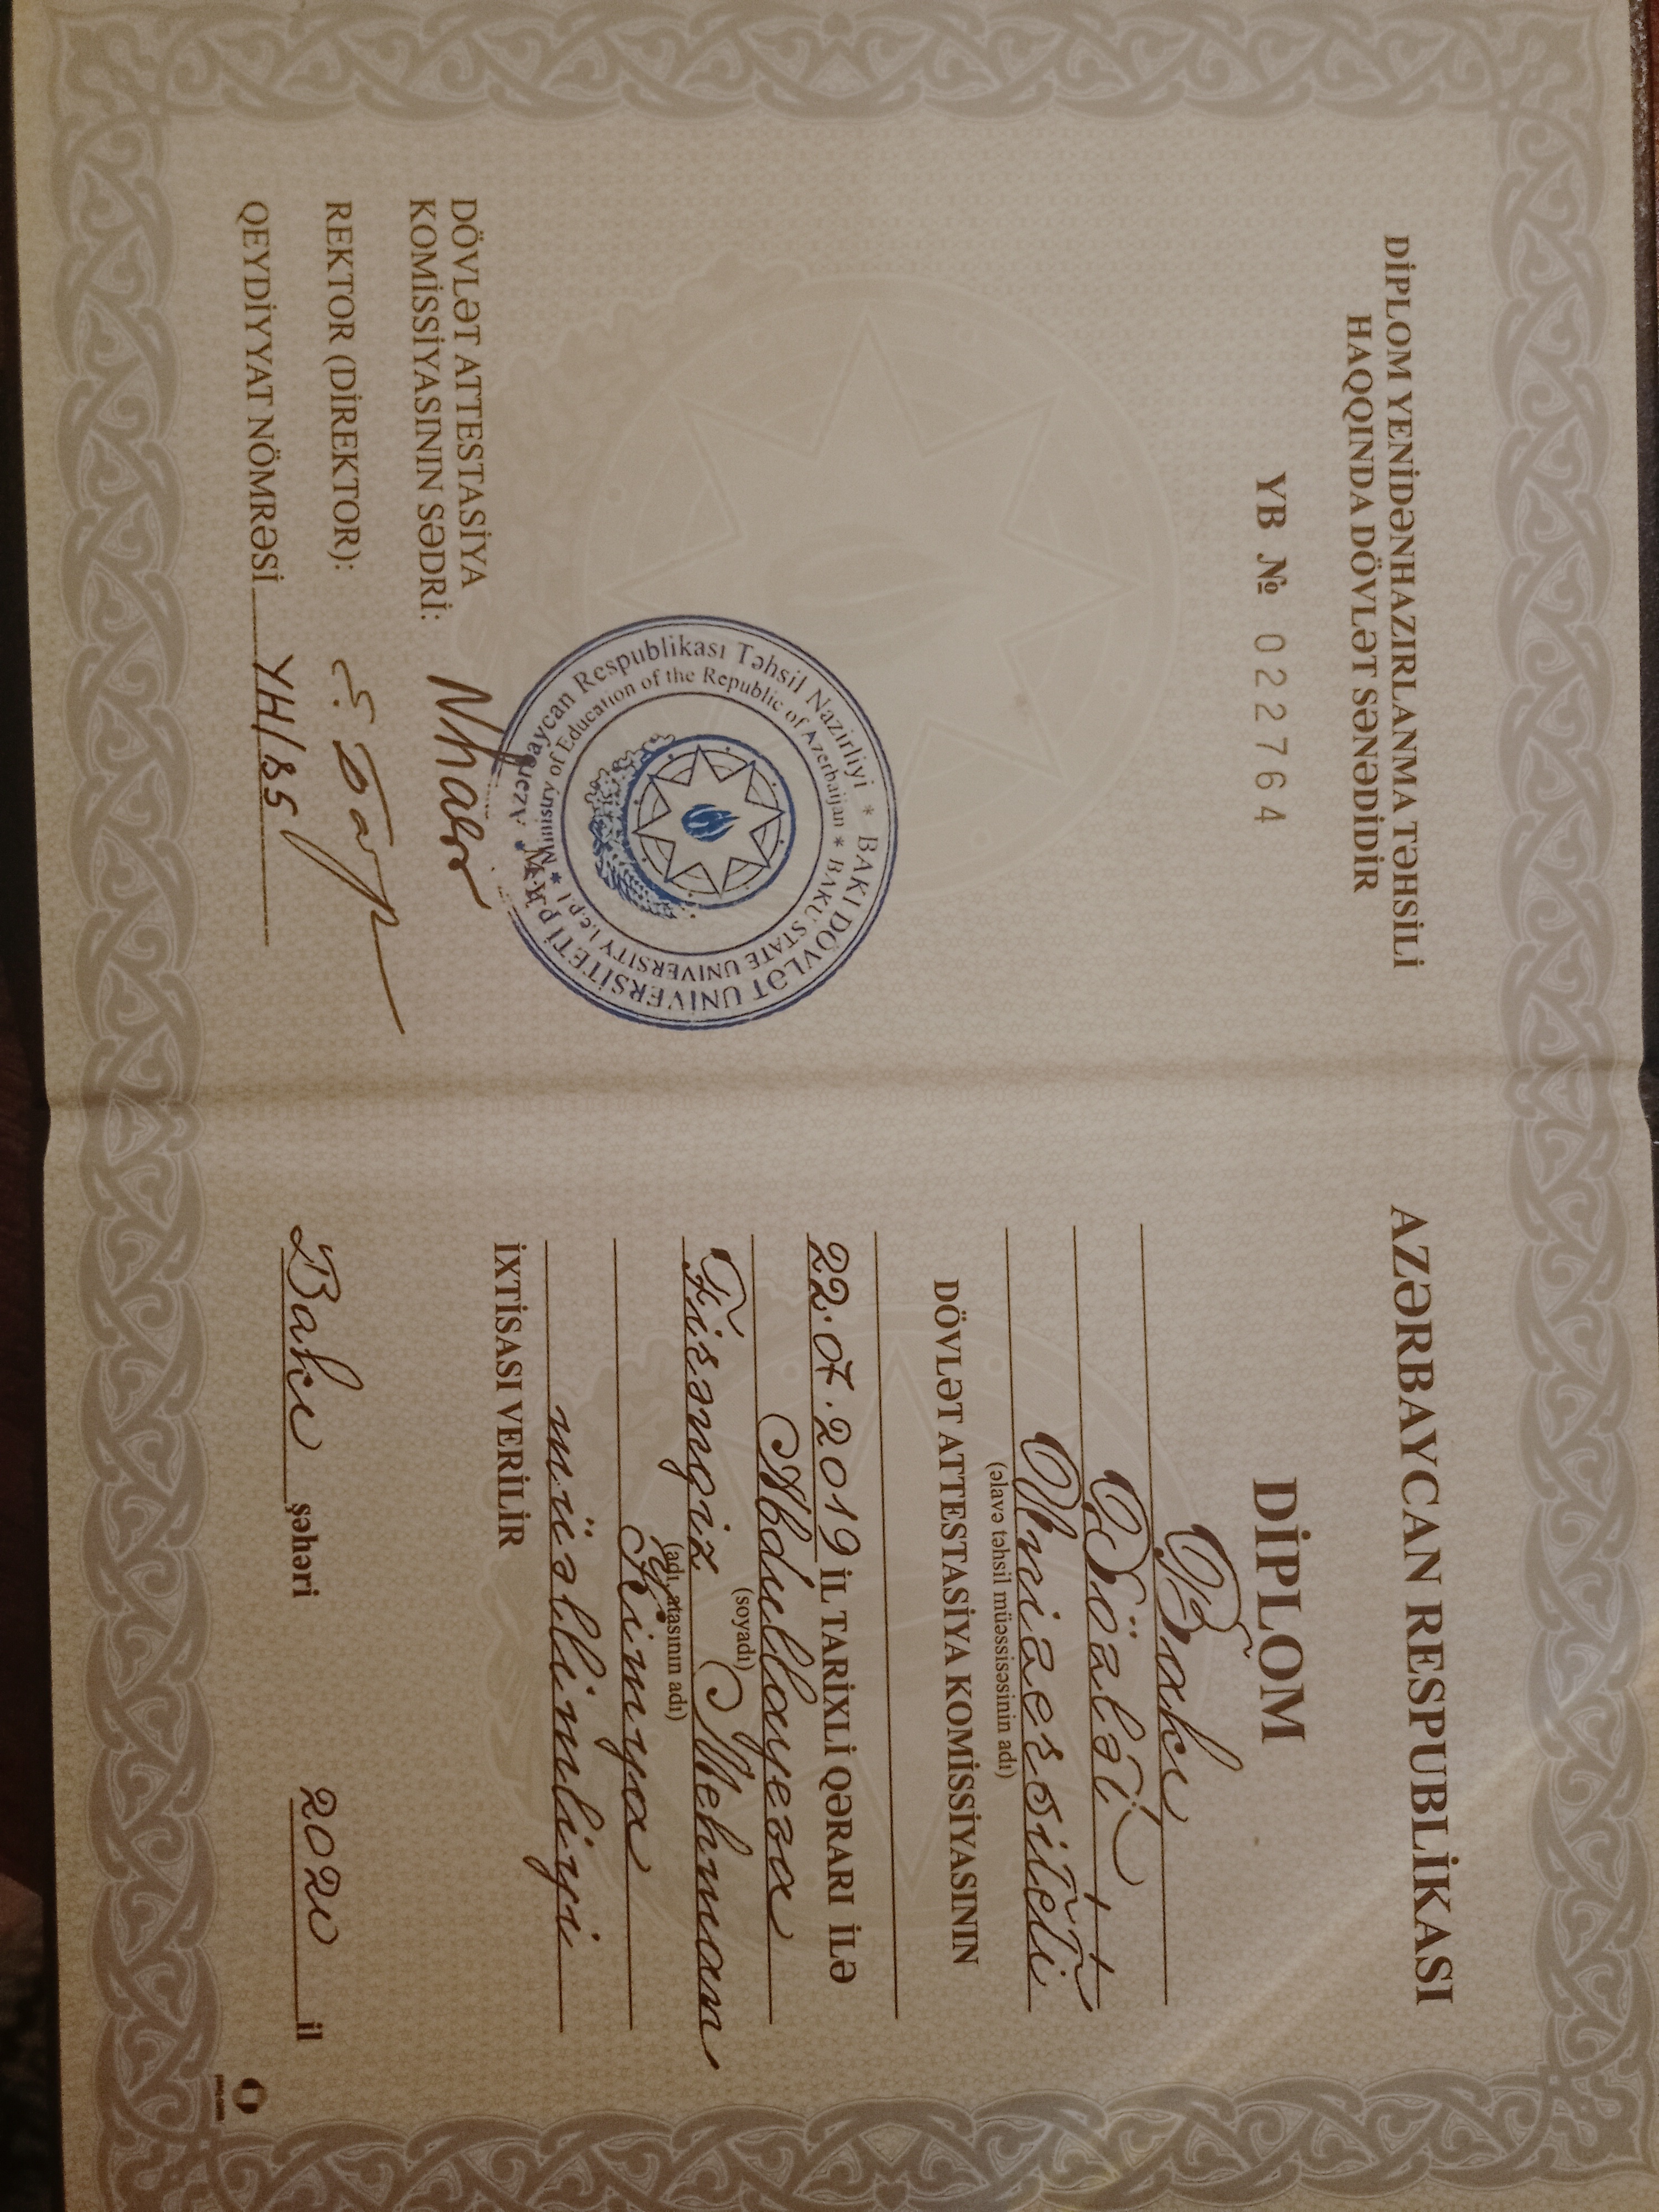 DİPLOM YENİDƏNHAZIRLANMA TƏHSİLİ
HAQQINDA DÖVLƏT SƏNƏDİDİR
YB № 022764
Azərbaycan Respublikası Təhsil Nazirliyi * BAKI DÖVLƏT UNİVERSİTETİ p.h.ş. *
Ministry of Education of the Republic of Azerbaijan * BAKU STATE UNIVERSITY l.e.p.l *
DÖVLƏT ATTESTASİYA
KOMİSSİYASININ SƏDRİ:
REKTOR (DİREKTOR):
QEYDİYYAT NÖMRƏSİ YH/85
AZƏRBAYCAN RESPUBLİKASI
DİPLOM
Bakı
Dövlət
Universiteti
(əlavə təhsil müəssisəsinin adı)
DÖVLƏT ATTESTASİYA KOMİSSİYASININ
22.07.2019 İL TARİXLİ QƏRARI İLƏ
Abdullayeva
(soyadı)
Firəngiz Mehman
(adı, atasının adı)
Kimya
müəllimliyi
İXTİSASI VERİLİR
Bakı şəhəri 2020 il